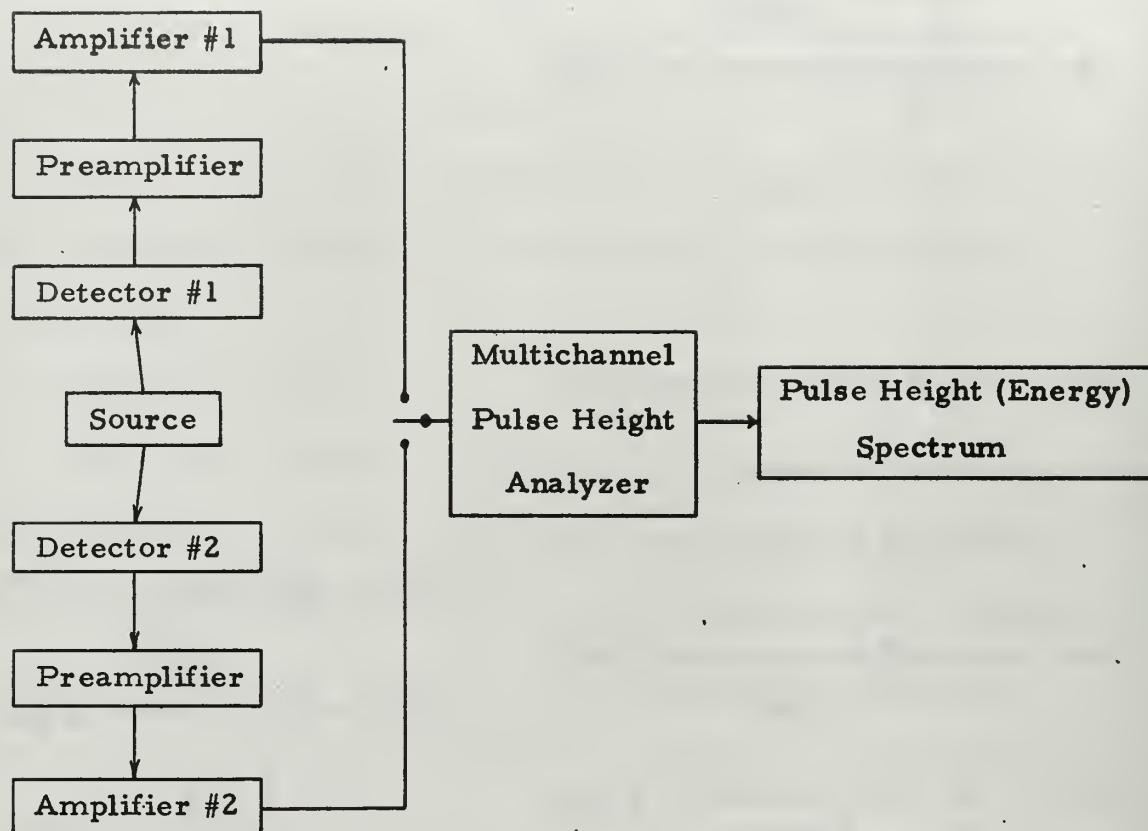 Amplifier #1
Preamplifier
Detector #1
Source
Detector #2
Preamplifier
Amplifier #2
Multichannel
Pulse Height
Analyzer
Pulse Height (Energy)
Spectrum